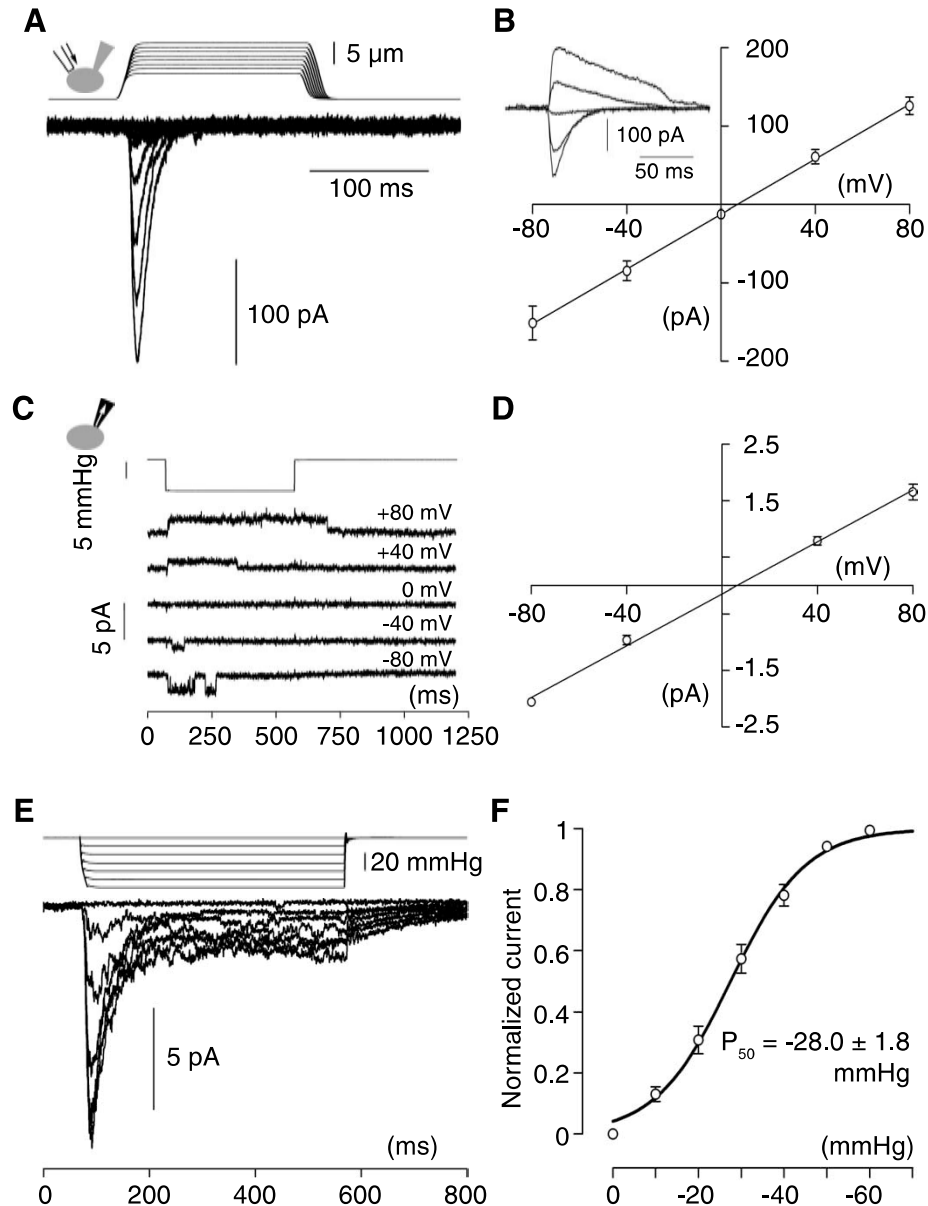 A
5 µm
100 ms
100 pA
B
200
100
(mV)
-80
-40
40
80
-100
(pA)
-200
100 pA
50 ms
C
5 mmHg
+80 mV
+40 mV
0 mV
-40 mV
-80 mV
5 pA
(ms)
0 250 500 750 1000 1250
D
2.5
1.5
(mV)
-80
-40
40
80
-1.5
(pA)
-2.5
E
20 mmHg
5 pA
(ms)
0 200 400 600 800
F
Normalized current
1
0.8
0.6
0.4
0.2
0
P50 = -28.0 ± 1.8
mmHg
(mmHg)
0 -20 -40 -60